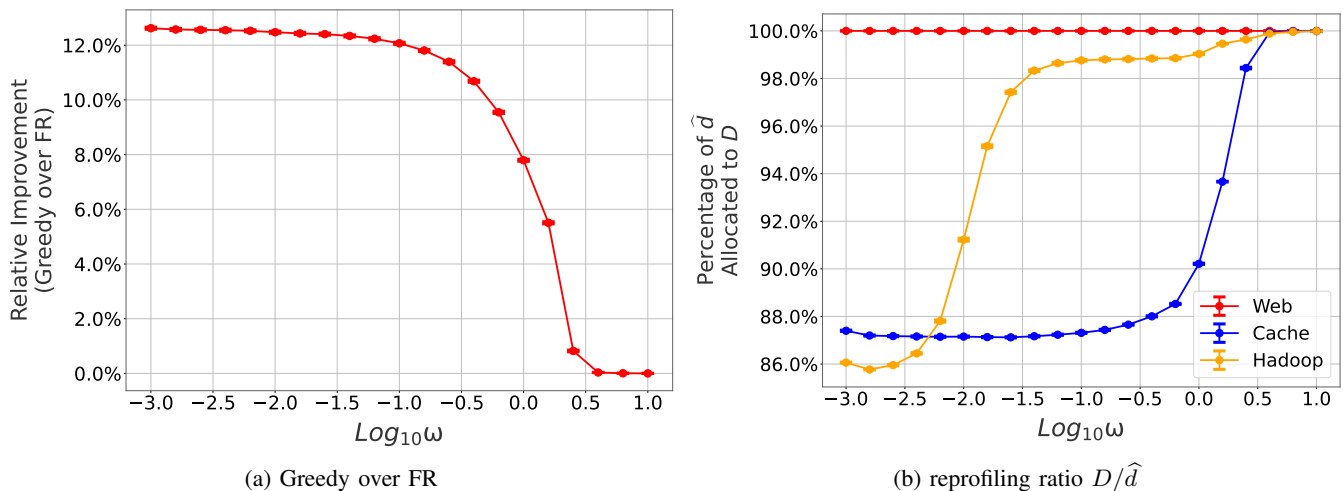 Relative Improvement
(Greedy over FR)
12.0%
10.0%
8.0%
6.0%
4.0%
2.0%
0.0%
−3.0 −2.5 −2.0 −1.5 −1.0 −0.5 0.0 0.5 1.0
Log₁₀ω
(a) Greedy over FR
Percentage of d̂
Allocated to D
100.0%
98.0%
96.0%
94.0%
92.0%
90.0%
88.0%
86.0%
Web
Cache
Hadoop
−3.0 −2.5 −2.0 −1.5 −1.0 −0.5 0.0 0.5 1.0
Log₁₀ω
(b) reprofiling ratio D/d̂